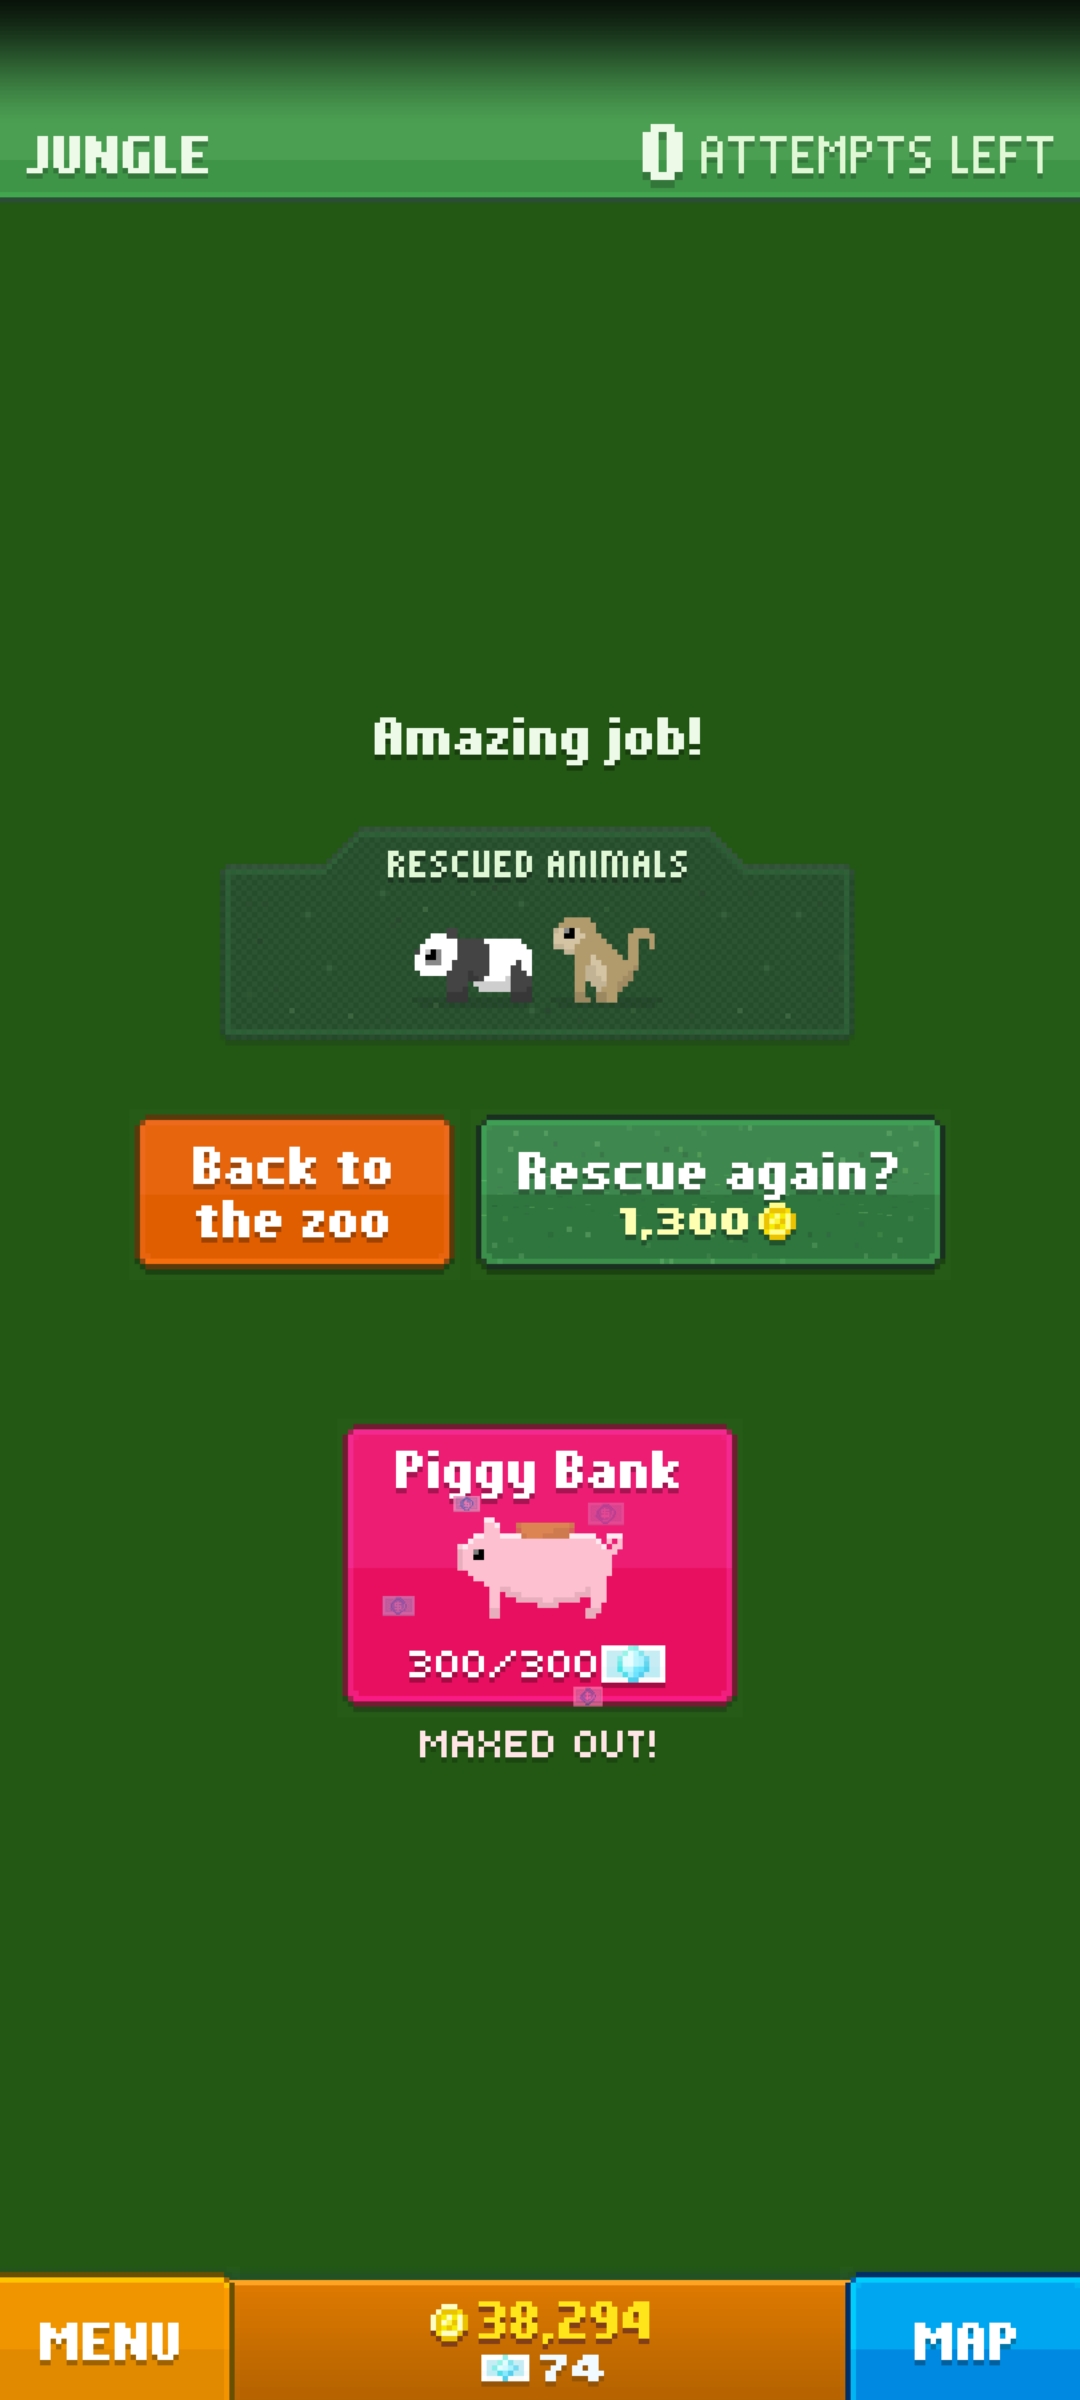 JUNGLE
0 ATTEMPTS LEFT
Amazing job!
RESCUED ANIMALS
Back to
the zoo
Rescue again?
1,300
Piggy Bank
300/300
MAXED OUT!
MENU
38,294
74
MAP